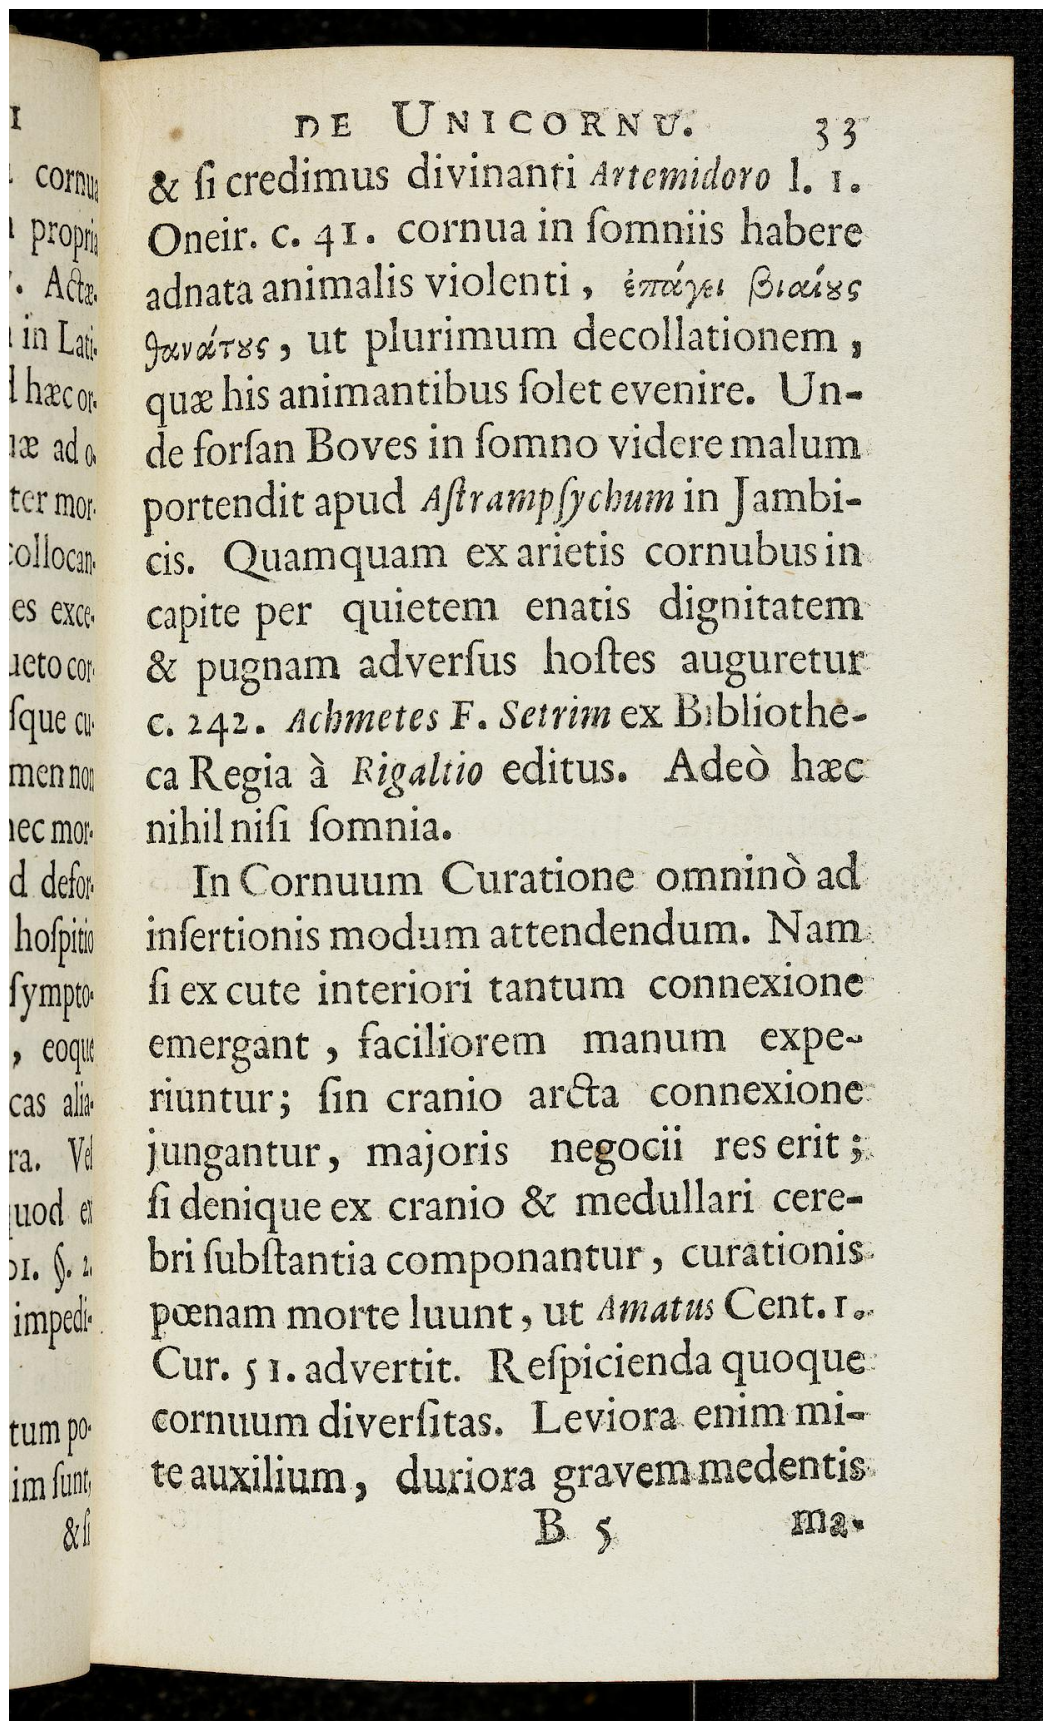 DE UNICORNU. 33
& ſi credimus divinanti Artemidoro l. 1.
Oneir. c. 41. cornua in ſomniis habere
adnata animalis violenti, ἐπάγει βιαίȣς
θανάτȣς, ut plurimum decollationem,
quæ his animantibus ſolet evenire. Un-
de forſan Boves in ſomno videre malum
portendit apud Aſtrampſychum in Jambi-
cis. Quamquam ex arietis cornubus in
capite per quietem enatis dignitatem
& pugnam adverſus hoſtes auguretur
c. 242. Achmetes F. Setrim ex Bibliothe-
ca Regia à Rigaltio editus. Adeò hæc
nihil niſi ſomnia.
In Cornuum Curatione omninò ad
inſertionis modum attendendum. Nam
ſi ex cute interiori tantum connexione
emergant, faciliorem manum expe-
riuntur; ſin cranio arcta connexione
jungantur, majoris negocii res erit;
ſi denique ex cranio & medullari cere-
bri ſubſtantia componantur, curationis
pœnam morte luunt, ut Amatus Cent. 1.
Cur. 51. advertit. Reſpicienda quoque
cornuum diverſitas. Leviora enim mi-
te auxilium, duriora gravem medentis
B 5 ma-